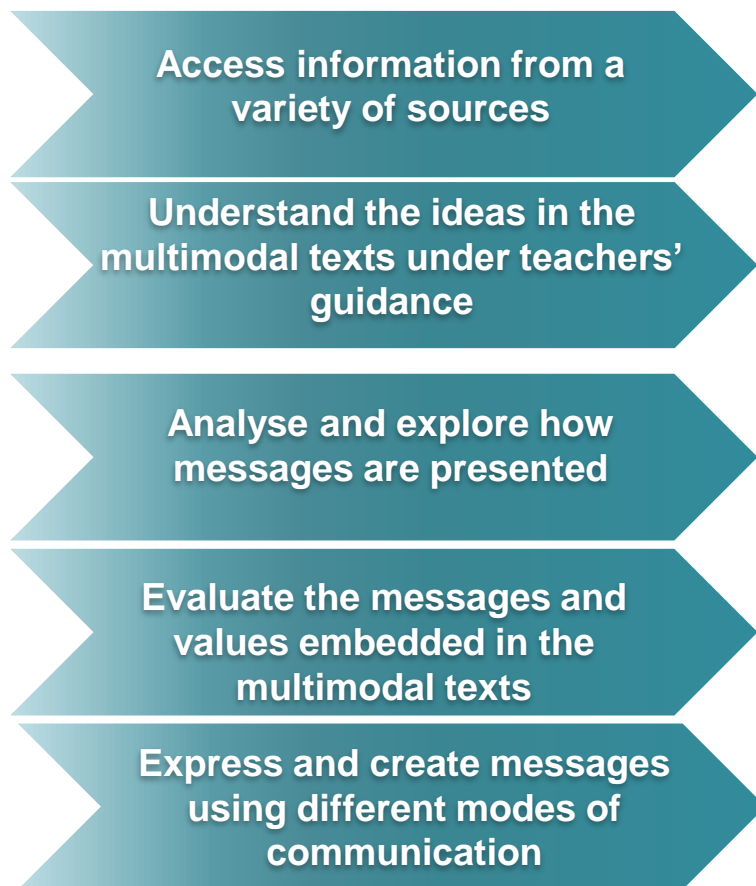 Access information from a
variety of sources
Understand the ideas in the
multimodal texts under teachers’
guidance
Analyse and explore how
messages are presented
Evaluate the messages and
values embedded in the
multimodal texts
Express and create messages
using different modes of
communication